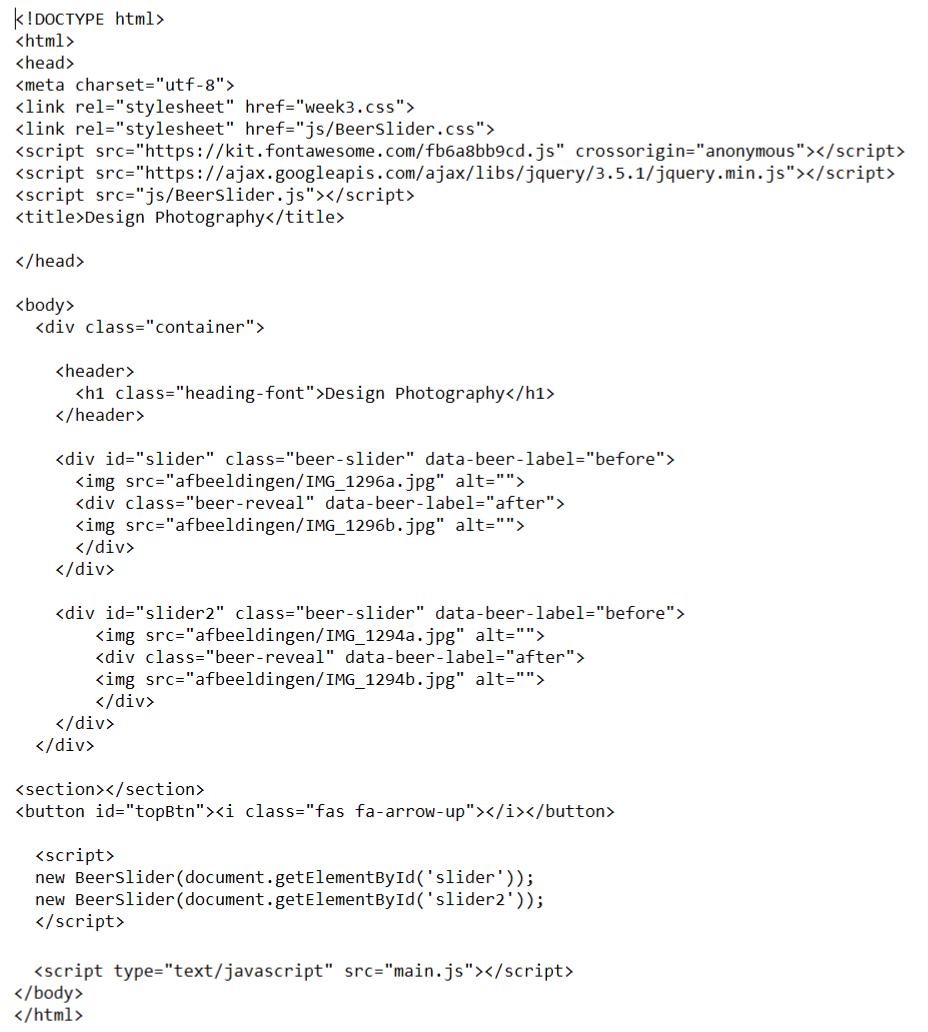 <!DOCTYPE html>
<html>
<head>
<meta charset="utf-8">
<link rel="stylesheet" href="week3.css">
<link rel="stylesheet" href="js/BeerSlider.css">
<script src="https://kit.fontawesome.com/fb6a8bb9cd.js" crossorigin="anonymous"></script>
<script src="https://ajax.googleapis.com/ajax/libs/jquery/3.5.1/jquery.min.js"></script>
<script src="js/BeerSlider.js"></script>
<title>Design Photography</title>

</head>

<body>
  <div class="container">

    <header>
      <h1 class="heading-font">Design Photography</h1>
    </header>

    <div id="slider" class="beer-slider" data-beer-label="before">
      <img src="afbeeldingen/IMG_1296a.jpg" alt="">
      <div class="beer-reveal" data-beer-label="after">
      <img src="afbeeldingen/IMG_1296b.jpg" alt="">
      </div>
    </div>

    <div id="slider2" class="beer-slider" data-beer-label="before">
        <img src="afbeeldingen/IMG_1294a.jpg" alt="">
        <div class="beer-reveal" data-beer-label="after">
        <img src="afbeeldingen/IMG_1294b.jpg" alt="">
        </div>
    </div>
  </div>

<section></section>
<button id="topBtn"><i class="fas fa-arrow-up"></i></button>

  <script>
  new BeerSlider(document.getElementById('slider'));
  new BeerSlider(document.getElementById('slider2'));
  </script>

  <script type="text/javascript" src="main.js"></script>
</body>
</html>